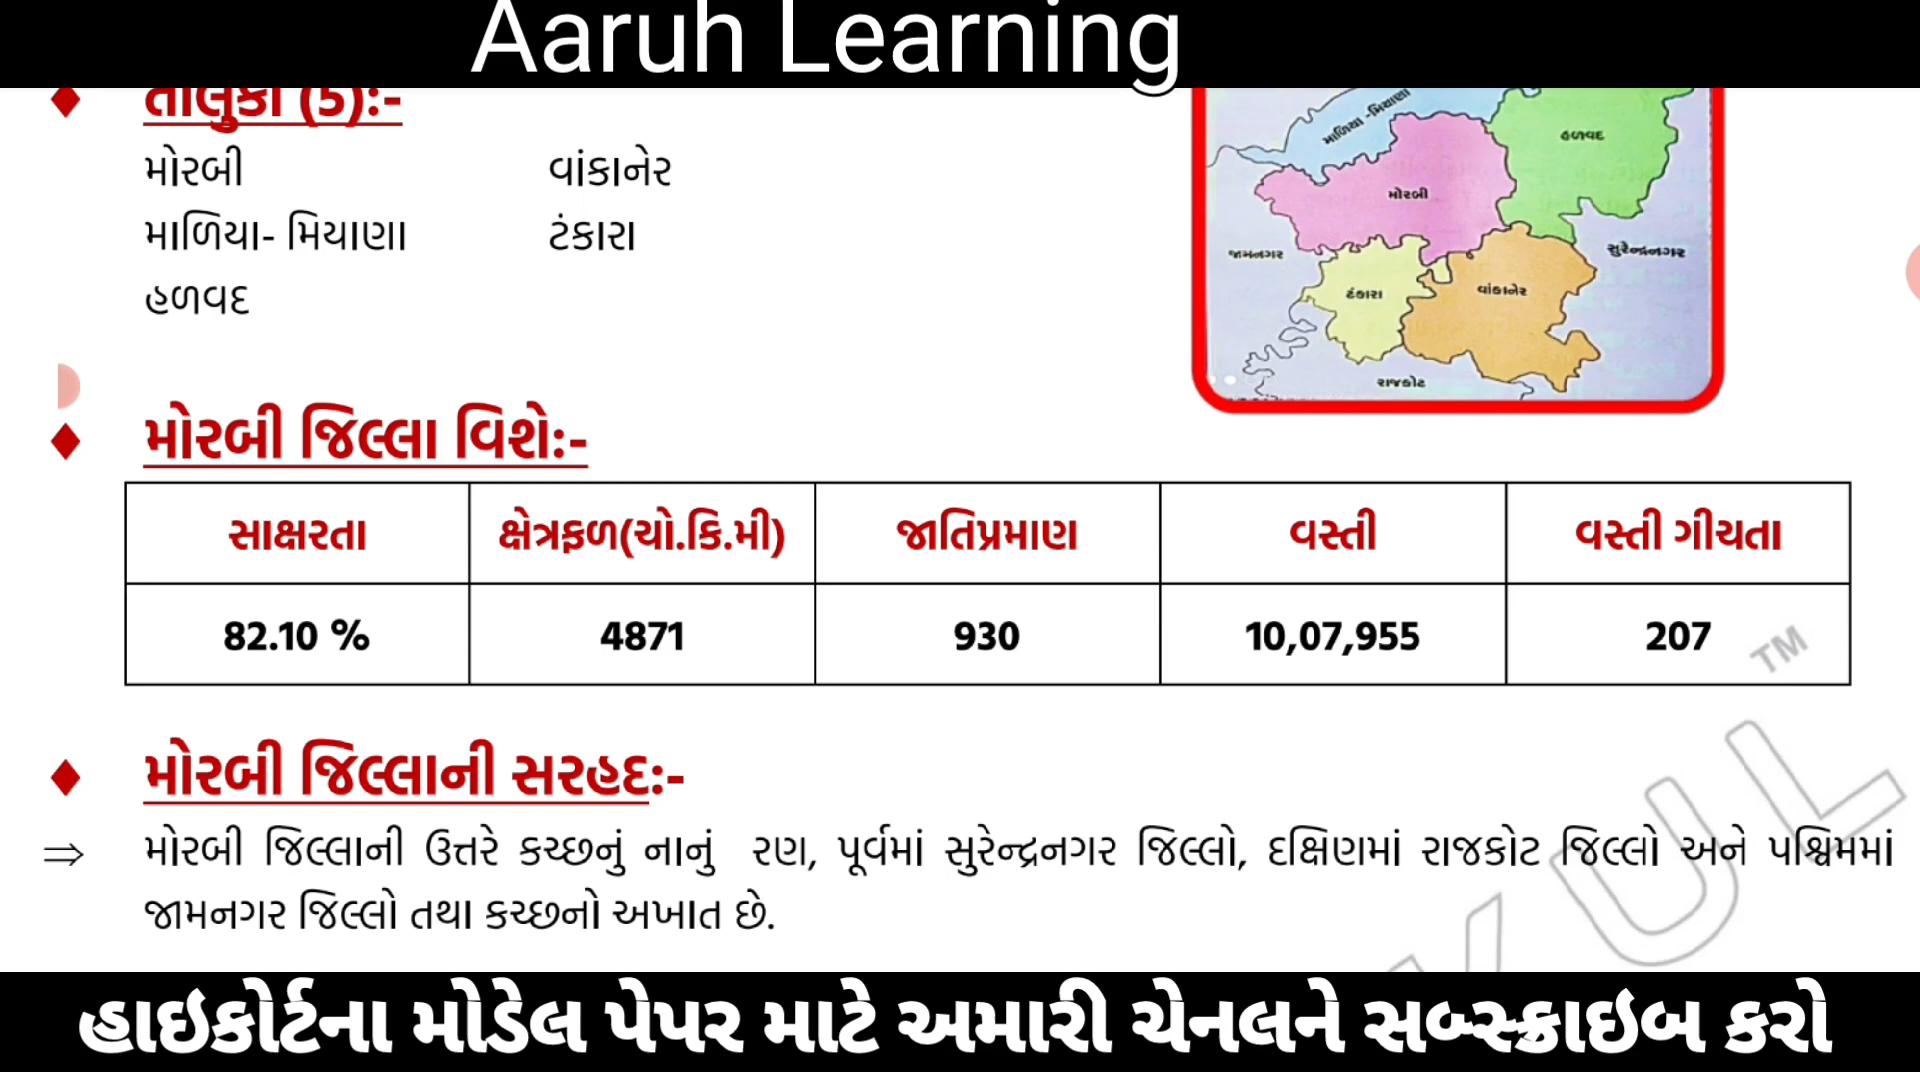 Aaruh Learning
તાલુકા (5):-
મોરબી વાંકાનેર
માળિયા- મિયાણા ટંકારા
હળવદ
માળિયા -મિયાણા
હળવદ
મોરબી
જામનગર
સુરેન્દ્રનગર
ટંકારા
વાંકાનેર
રાજકોટ
મોરબી જિલ્લા વિશે:-
સાક્ષરતા ક્ષેત્રફળ(ચો.કિ.મી) જાતિપ્રમાણ વસ્તી વસ્તી ગીચતા
82.10 % 4871 930 10,07,955 207
TM
મોરબી જિલ્લાની સરહદ:-
⇒ મોરબી જિલ્લાની ઉત્તરે કચ્છનું નાનું રણ, પૂર્વમાં સુરેન્દ્રનગર જિલ્લો, દક્ષિણમાં રાજકોટ જિલ્લો અને પશ્ચિમમાં
જામનગર જિલ્લો તથા કચ્છનો અખાત છે.
KUL
હાઇકોર્ટના મોડેલ પેપર માટે અમારી ચેનલને સબ્સ્ક્રાઇબ કરો